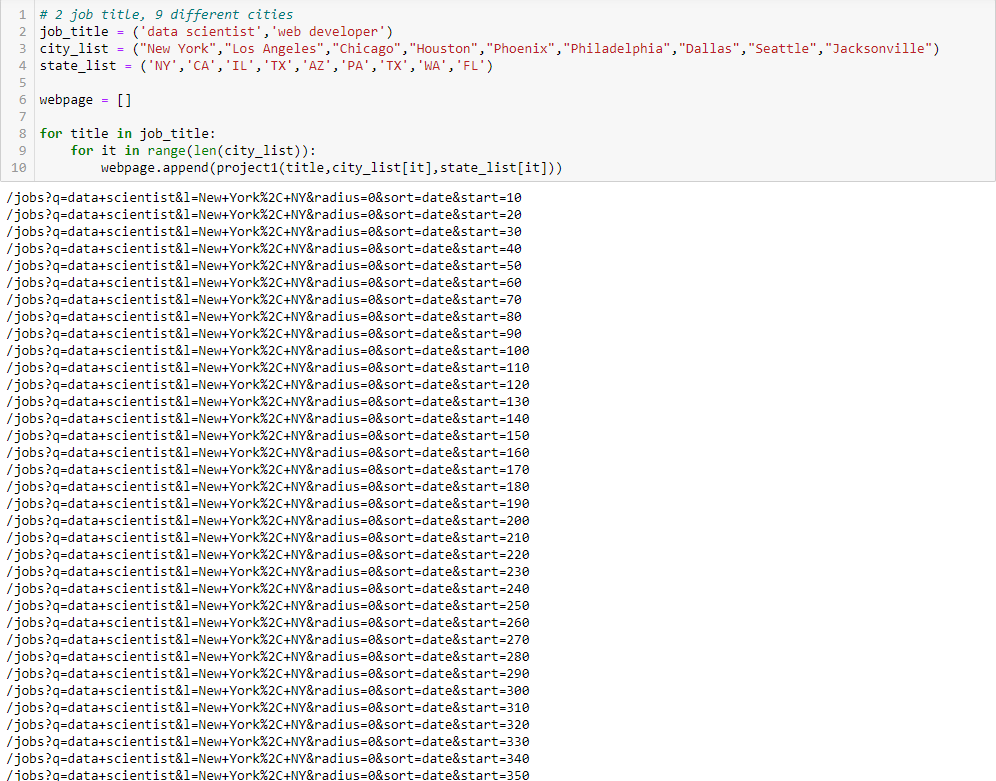 1 # 2 job title, 9 different cities
2 job_title = ('data scientist','web developer')
3 city_list = ("New York","Los Angeles","Chicago","Houston","Phoenix","Philadelphia","Dallas","Seattle","Jacksonville")
4 state_list = ('NY','CA','IL','TX','AZ','PA','TX','WA','FL')
5
6 webpage = []
7
8 for title in job_title:
9     for it in range(len(city_list)):
10         webpage.append(project1(title,city_list[it],state_list[it]))
/jobs?q=data+scientist&l=New+York%2C+NY&radius=0&sort=date&start=10
/jobs?q=data+scientist&l=New+York%2C+NY&radius=0&sort=date&start=20
/jobs?q=data+scientist&l=New+York%2C+NY&radius=0&sort=date&start=30
/jobs?q=data+scientist&l=New+York%2C+NY&radius=0&sort=date&start=40
/jobs?q=data+scientist&l=New+York%2C+NY&radius=0&sort=date&start=50
/jobs?q=data+scientist&l=New+York%2C+NY&radius=0&sort=date&start=60
/jobs?q=data+scientist&l=New+York%2C+NY&radius=0&sort=date&start=70
/jobs?q=data+scientist&l=New+York%2C+NY&radius=0&sort=date&start=80
/jobs?q=data+scientist&l=New+York%2C+NY&radius=0&sort=date&start=90
/jobs?q=data+scientist&l=New+York%2C+NY&radius=0&sort=date&start=100
/jobs?q=data+scientist&l=New+York%2C+NY&radius=0&sort=date&start=110
/jobs?q=data+scientist&l=New+York%2C+NY&radius=0&sort=date&start=120
/jobs?q=data+scientist&l=New+York%2C+NY&radius=0&sort=date&start=130
/jobs?q=data+scientist&l=New+York%2C+NY&radius=0&sort=date&start=140
/jobs?q=data+scientist&l=New+York%2C+NY&radius=0&sort=date&start=150
/jobs?q=data+scientist&l=New+York%2C+NY&radius=0&sort=date&start=160
/jobs?q=data+scientist&l=New+York%2C+NY&radius=0&sort=date&start=170
/jobs?q=data+scientist&l=New+York%2C+NY&radius=0&sort=date&start=180
/jobs?q=data+scientist&l=New+York%2C+NY&radius=0&sort=date&start=190
/jobs?q=data+scientist&l=New+York%2C+NY&radius=0&sort=date&start=200
/jobs?q=data+scientist&l=New+York%2C+NY&radius=0&sort=date&start=210
/jobs?q=data+scientist&l=New+York%2C+NY&radius=0&sort=date&start=220
/jobs?q=data+scientist&l=New+York%2C+NY&radius=0&sort=date&start=230
/jobs?q=data+scientist&l=New+York%2C+NY&radius=0&sort=date&start=240
/jobs?q=data+scientist&l=New+York%2C+NY&radius=0&sort=date&start=250
/jobs?q=data+scientist&l=New+York%2C+NY&radius=0&sort=date&start=260
/jobs?q=data+scientist&l=New+York%2C+NY&radius=0&sort=date&start=270
/jobs?q=data+scientist&l=New+York%2C+NY&radius=0&sort=date&start=280
/jobs?q=data+scientist&l=New+York%2C+NY&radius=0&sort=date&start=290
/jobs?q=data+scientist&l=New+York%2C+NY&radius=0&sort=date&start=300
/jobs?q=data+scientist&l=New+York%2C+NY&radius=0&sort=date&start=310
/jobs?q=data+scientist&l=New+York%2C+NY&radius=0&sort=date&start=320
/jobs?q=data+scientist&l=New+York%2C+NY&radius=0&sort=date&start=330
/jobs?q=data+scientist&l=New+York%2C+NY&radius=0&sort=date&start=340
/jobs?q=data+scientist&l=New+York%2C+NY&radius=0&sort=date&start=350